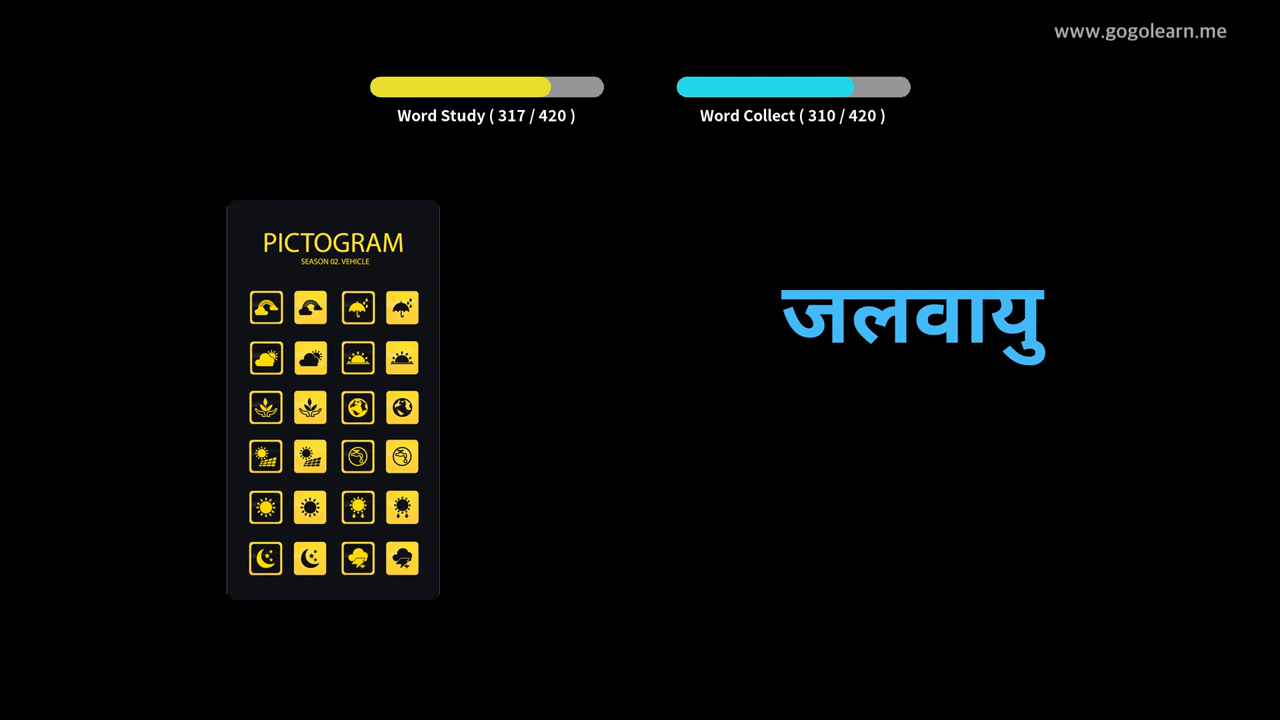 www.gogolearn.me
Word Study ( 317 / 420 )
Word Collect ( 310 / 420 )
PICTOGRAM
SEASON 02. VEHICLE
जलवायु